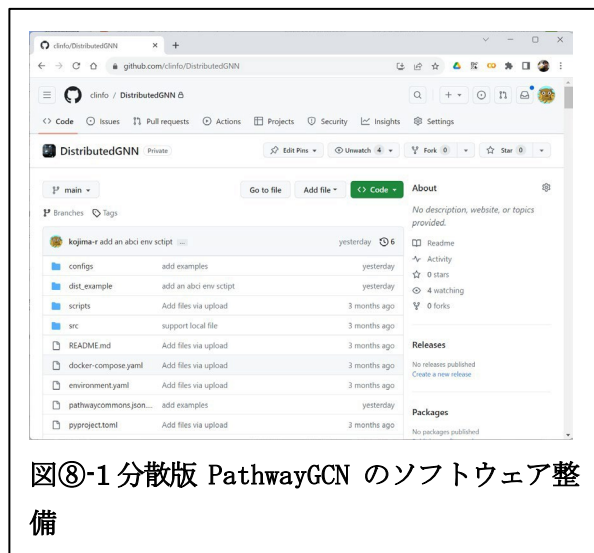 clinfo/DistributedGNN
github.com/clinfo/DistributedGNN
clinfo / DistributedGNN
Code Issues Pull requests Actions Projects Security Insights Settings
DistributedGNN Private Edit Pins Unwatch 4 Fork 0 Star 0
main Go to file Add file Code
Branches Tags
kojima-r add an abci env sctipt ... yesterday 6
configs add examples yesterday
dist_example add an abci env sctipt yesterday
scripts Add files via upload 3 months ago
src support local file 3 months ago
README.md Add files via upload 3 months ago
docker-compose.yaml Add files via upload 3 months ago
environment.yaml Add files via upload 3 months ago
pathwaycommons.json... add examples yesterday
pyproject.toml Add files via upload 3 months ago
About
No description, website, or topics
provided.
Readme
Activity
0 stars
4 watching
0 forks
Releases
No releases published
Create a new release
Packages
No packages published
図⑧-1 分散版 PathwayGCN のソフトウェア整
備